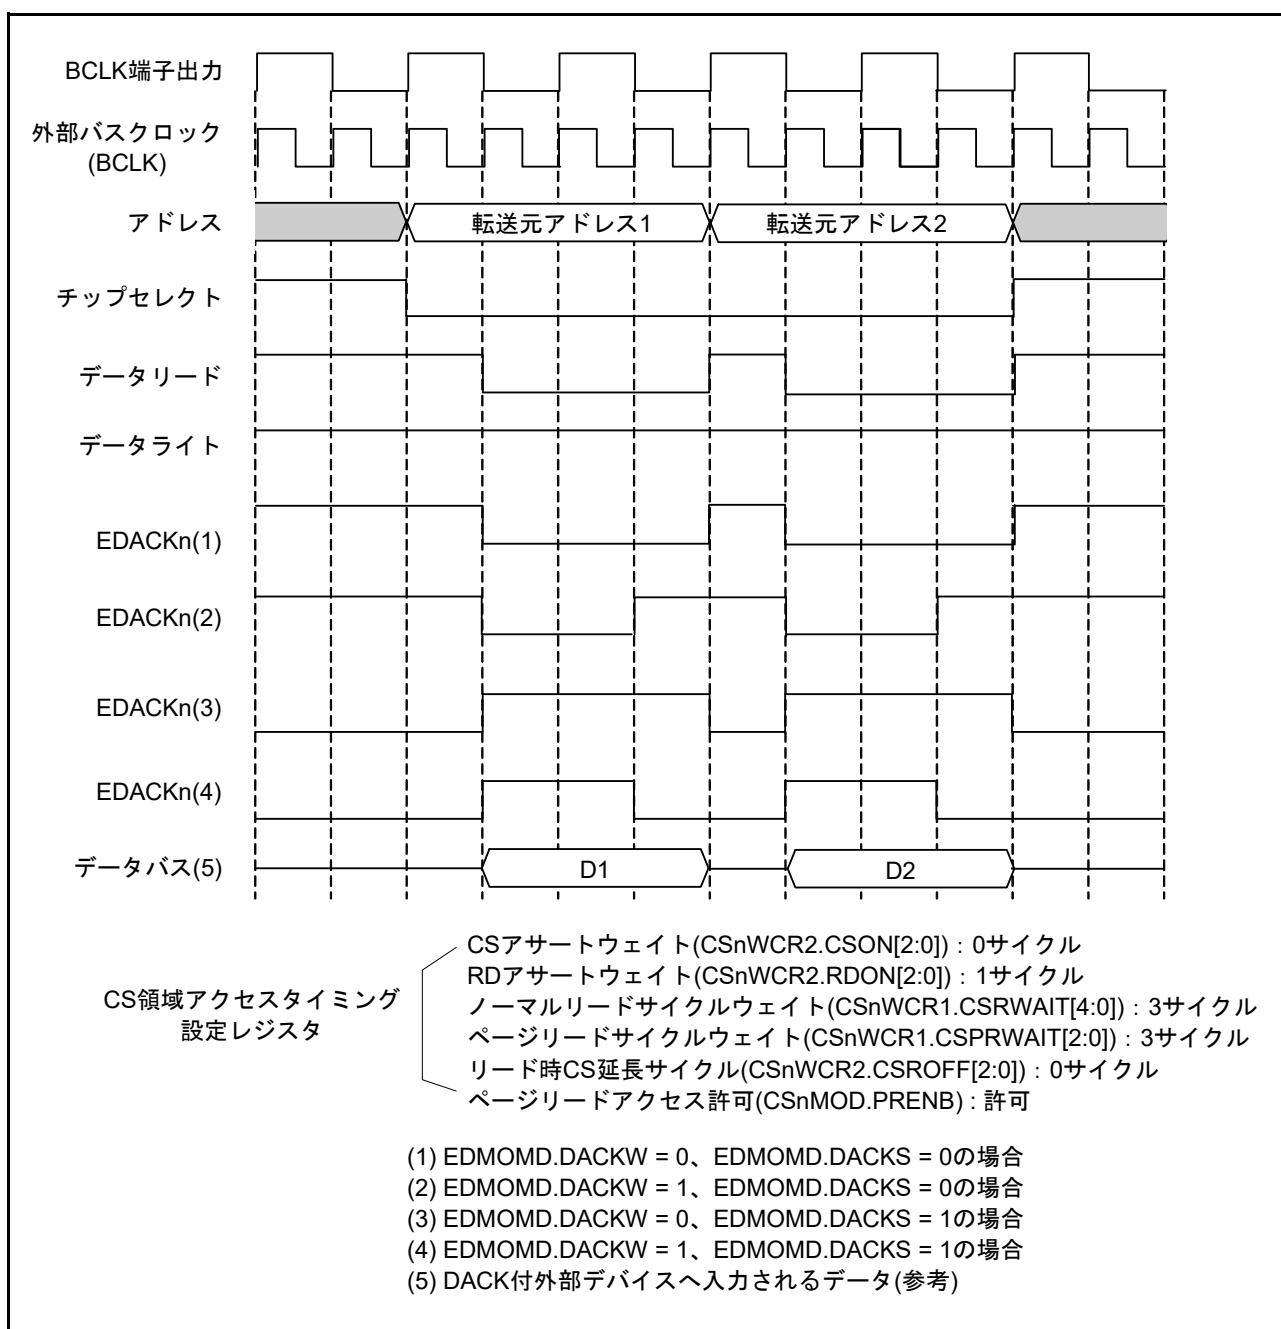 BCLK端子出力
外部バスクロック
(BCLK)
アドレス
転送元アドレス1
転送元アドレス2
チップセレクト
データリード
データライト
EDACKn(1)
EDACKn(2)
EDACKn(3)
EDACKn(4)
データバス(5)
D1
D2
CS領域アクセスタイミング
設定レジスタ
CSアサートウェイト(CSnWCR2.CSON[2:0]):0サイクル
RDアサートウェイト(CSnWCR2.RDON[2:0]):1サイクル
ノーマルリードサイクルウェイト(CSnWCR1.CSRWAIT[4:0]):3サイクル
ページリードサイクルウェイト(CSnWCR1.CSPRWAIT[2:0]):3サイクル
リード時CS延長サイクル(CSnWCR2.CSROFF[2:0]):0サイクル
ページリードアクセス許可(CSnMOD.PRENB) : 許可
(1) EDMOMD.DACKW = 0、EDMOMD.DACKS = 0の場合
(2) EDMOMD.DACKW = 1、EDMOMD.DACKS = 0の場合
(3) EDMOMD.DACKW = 0、EDMOMD.DACKS = 1の場合
(4) EDMOMD.DACKW = 1、EDMOMD.DACKS = 1の場合
(5) DACK付外部デバイスへ入力されるデータ(参考)